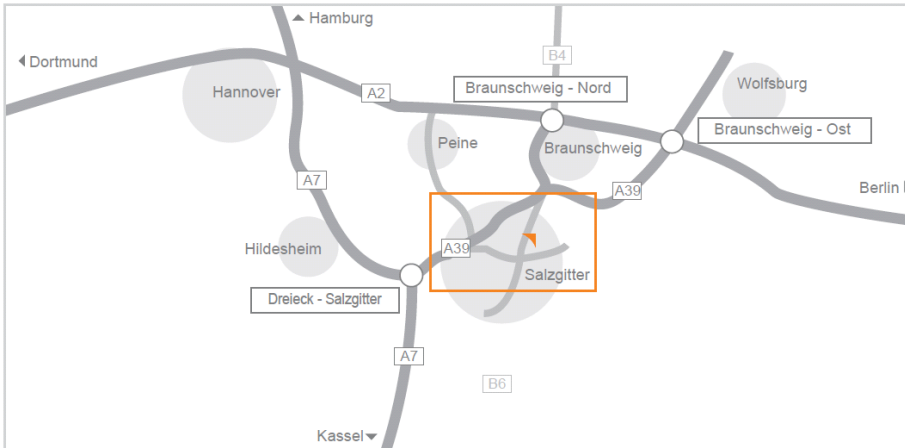 Hamburg
B4
Dortmund
Wolfsburg
Braunschweig - Nord
Hannover
A2
Braunschweig - Ost
Peine
Braunschweig
A7
A39
Berlin
Hildesheim
A39
Salzgitter
Dreieck - Salzgitter
A7
B6
Kassel